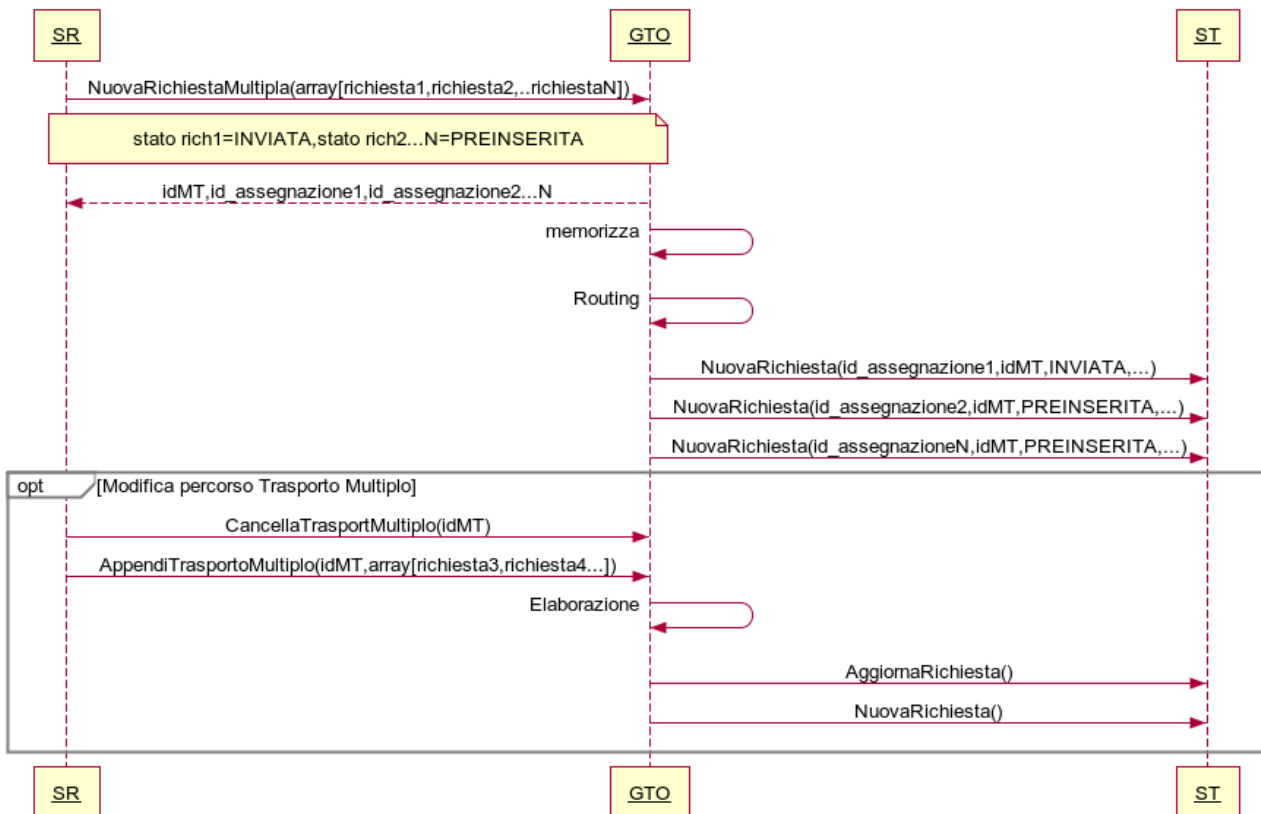 SR GTO ST
NuovaRichiestaMultipla(array[richiesta1,richiesta2,..richiestaN])
stato rich1=INVIATA,stato rich2...N=PREINSERITA
idMT,id_assegnazione1,id_assegnazione2...N
memorizza
Routing
NuovaRichiesta(id_assegnazione1,idMT,INVIATA,...)
NuovaRichiesta(id_assegnazione2,idMT,PREINSERITA,...)
NuovaRichiesta(id_assegnazioneN,idMT,PREINSERITA,...)
opt [Modifica percorso Trasporto Multiplo]
CancellaTrasportMultiplo(idMT)
AppendiTrasportoMultiplo(idMT,array[richiesta3,richiesta4...])
Elaborazione
AggiornaRichiesta()
NuovaRichiesta()
SR GTO ST